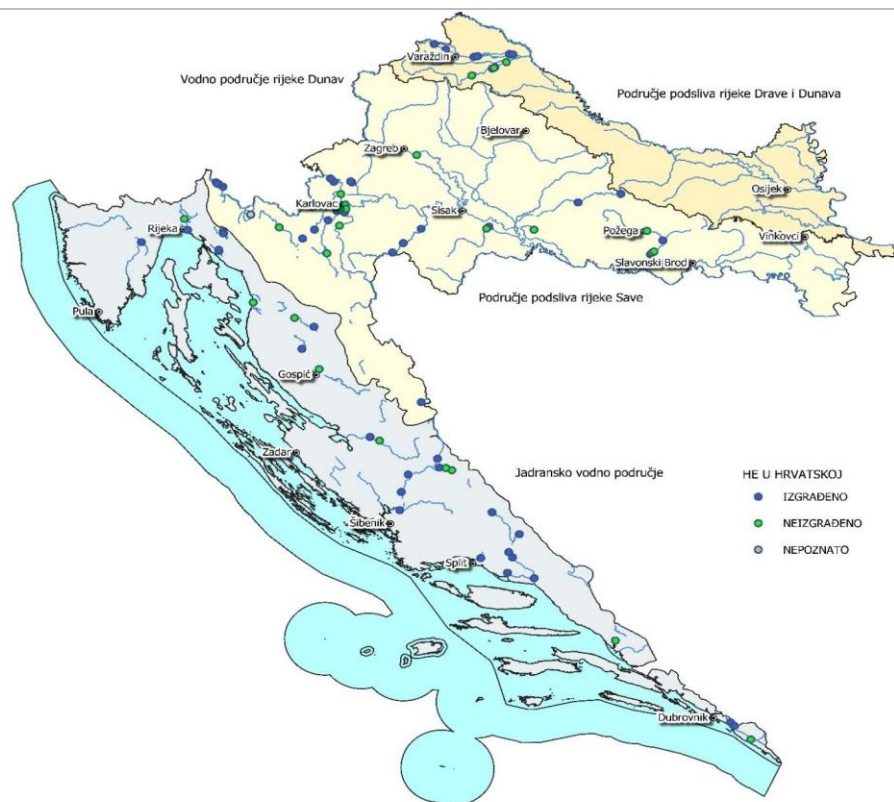 Varaždin
Vodno područje rijeke Dunav
Područje podsliva rijeke Drave i Dunava
Bjelovar
Zagreb
Osijek
Karlovac
Sisak
Rijeka
Požega
Vinkovci
Slavonski Brod
Područje podsliva rijeke Save
Pula
Gospić
Zadar
Jadransko vodno područje
HE U HRVATSKOJ
IZGRAĐENO
Šibenik
NEIZGRAĐENO
NEPOZNATO
Split
Dubrovnik